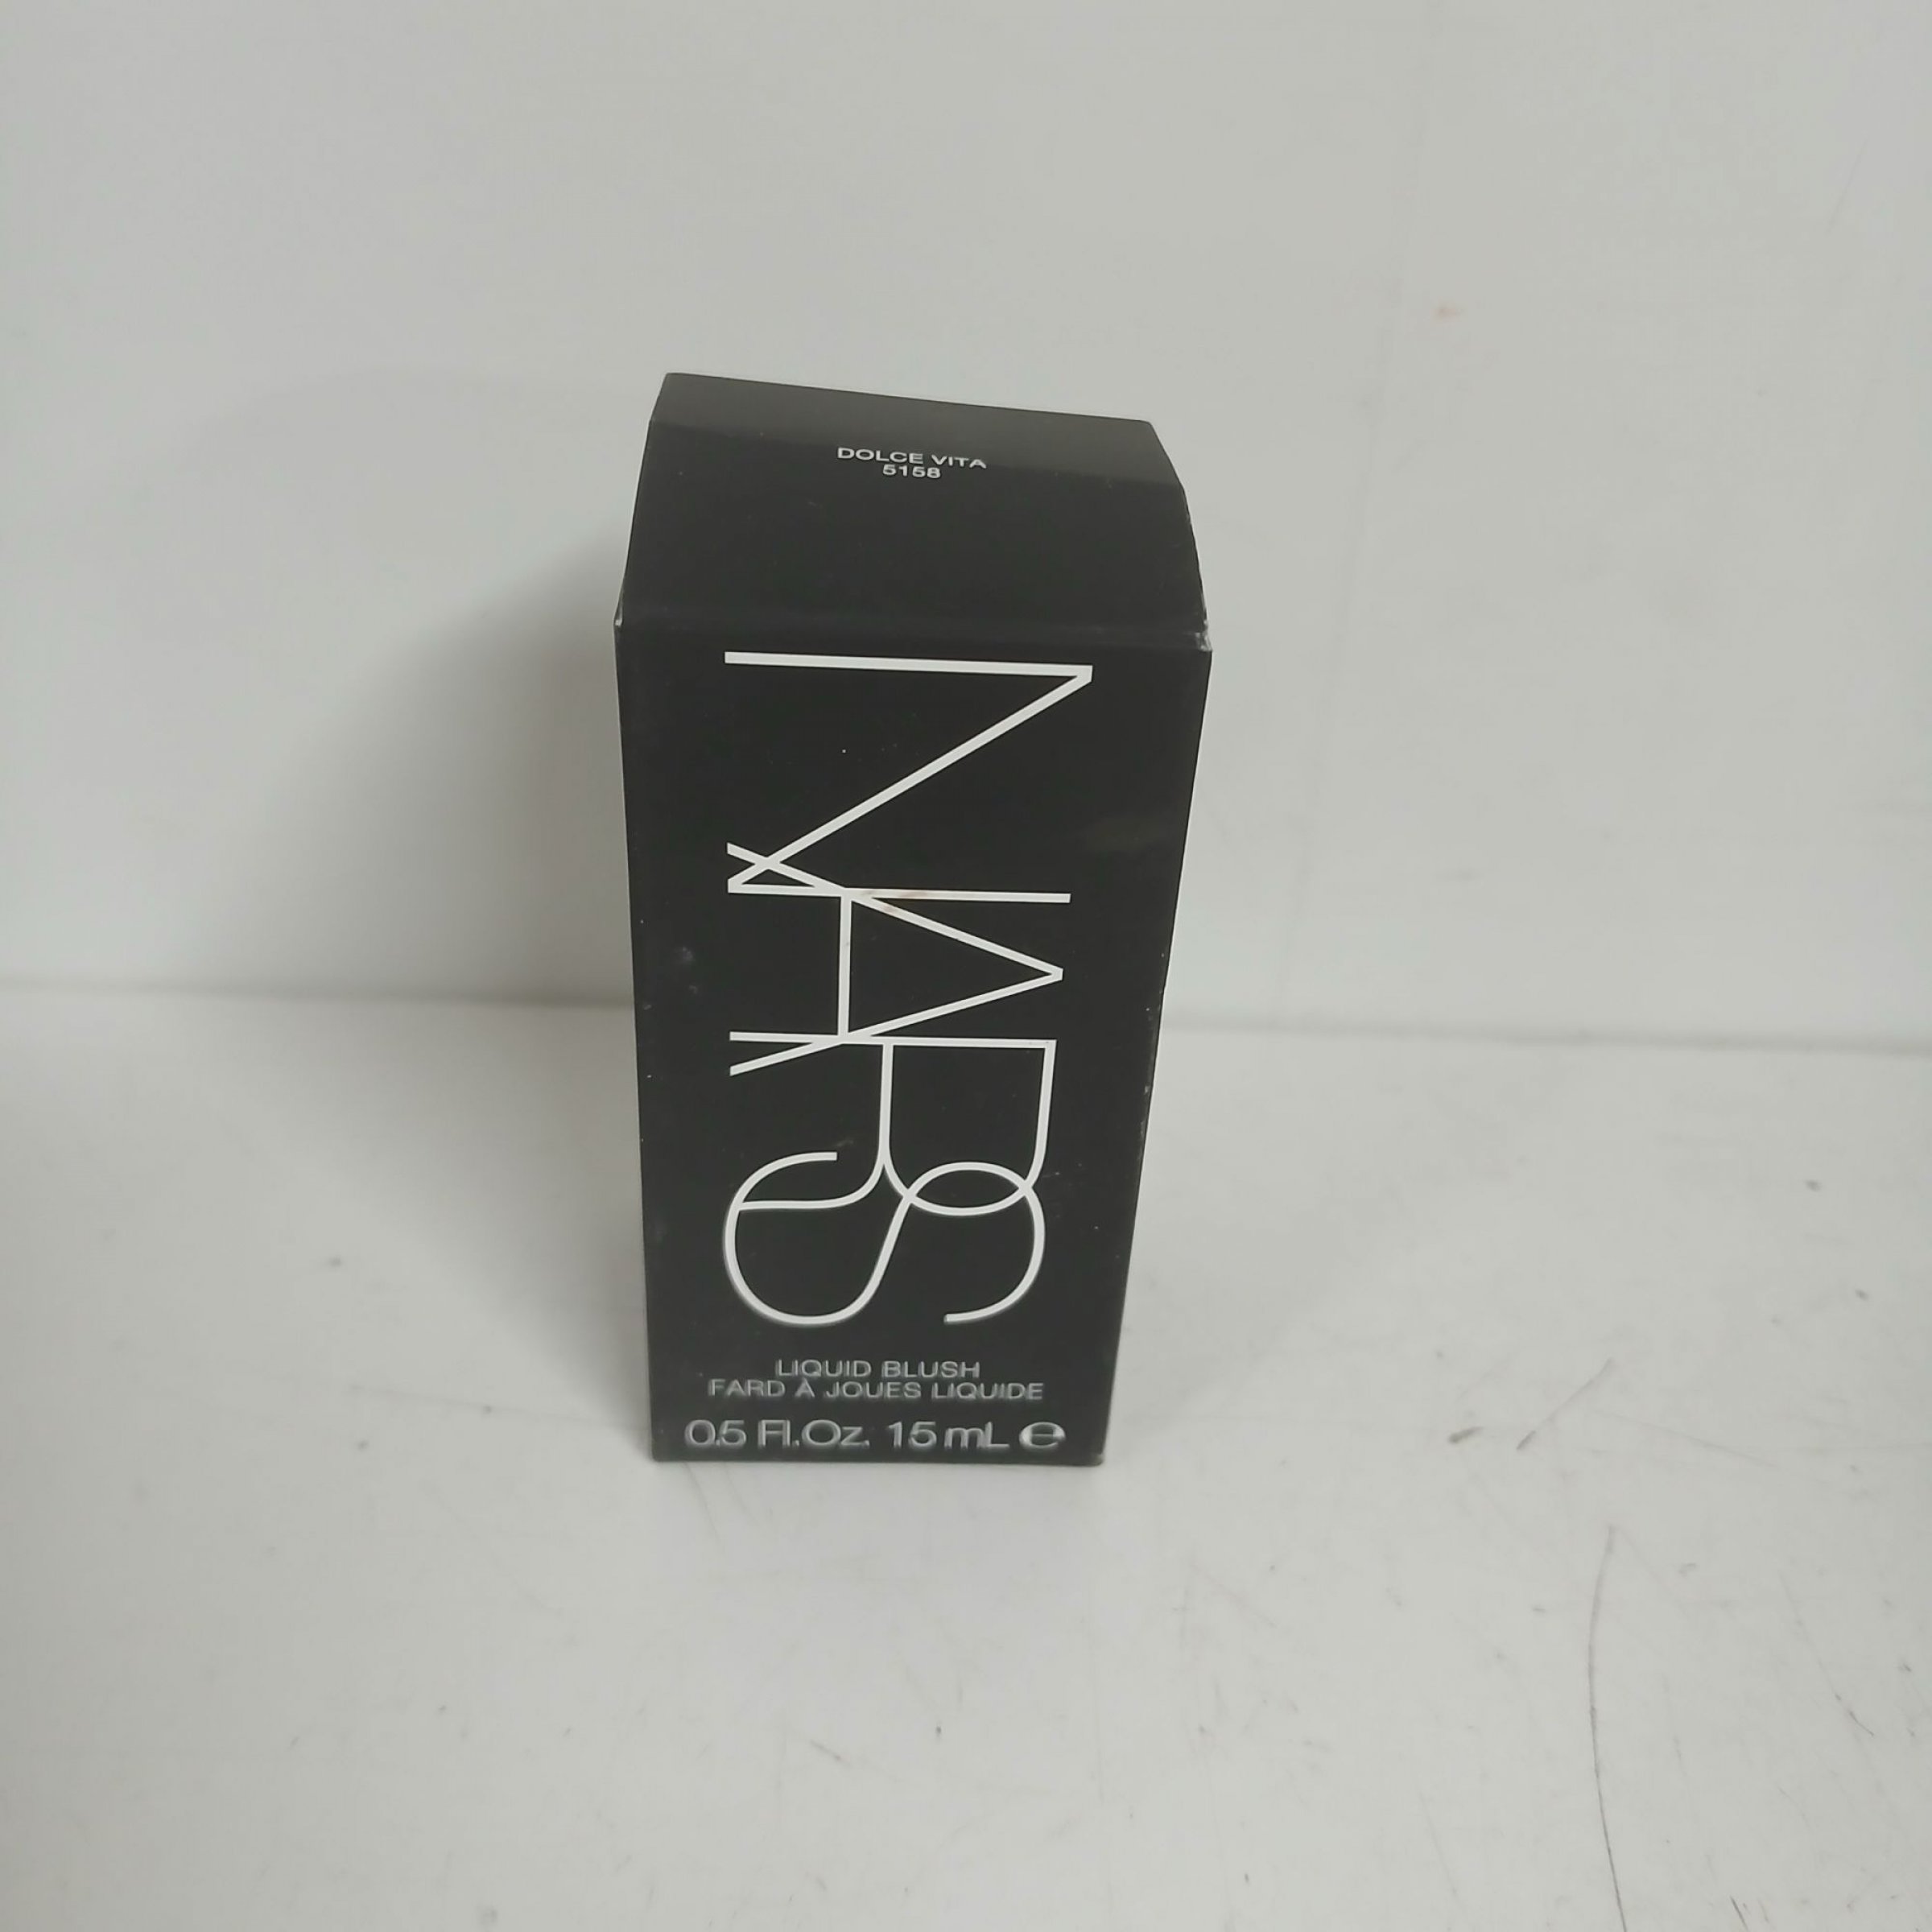 DOLCE VITA
5158
NARS
LIQUID BLUSH
FARD À JOUES LIQUIDE
0.5 Fl.Oz. 15 mL ℮